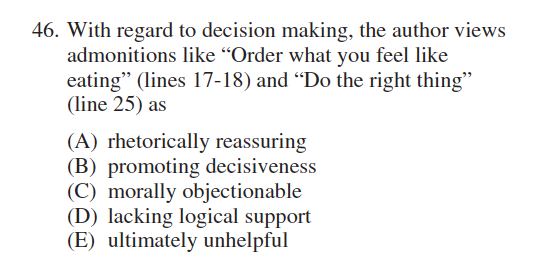 46. With regard to decision making, the author views
admonitions like “Order what you feel like
eating” (lines 17-18) and “Do the right thing”
(line 25) as
(A) rhetorically reassuring
(B) promoting decisiveness
(C) morally objectionable
(D) lacking logical support
(E) ultimately unhelpful